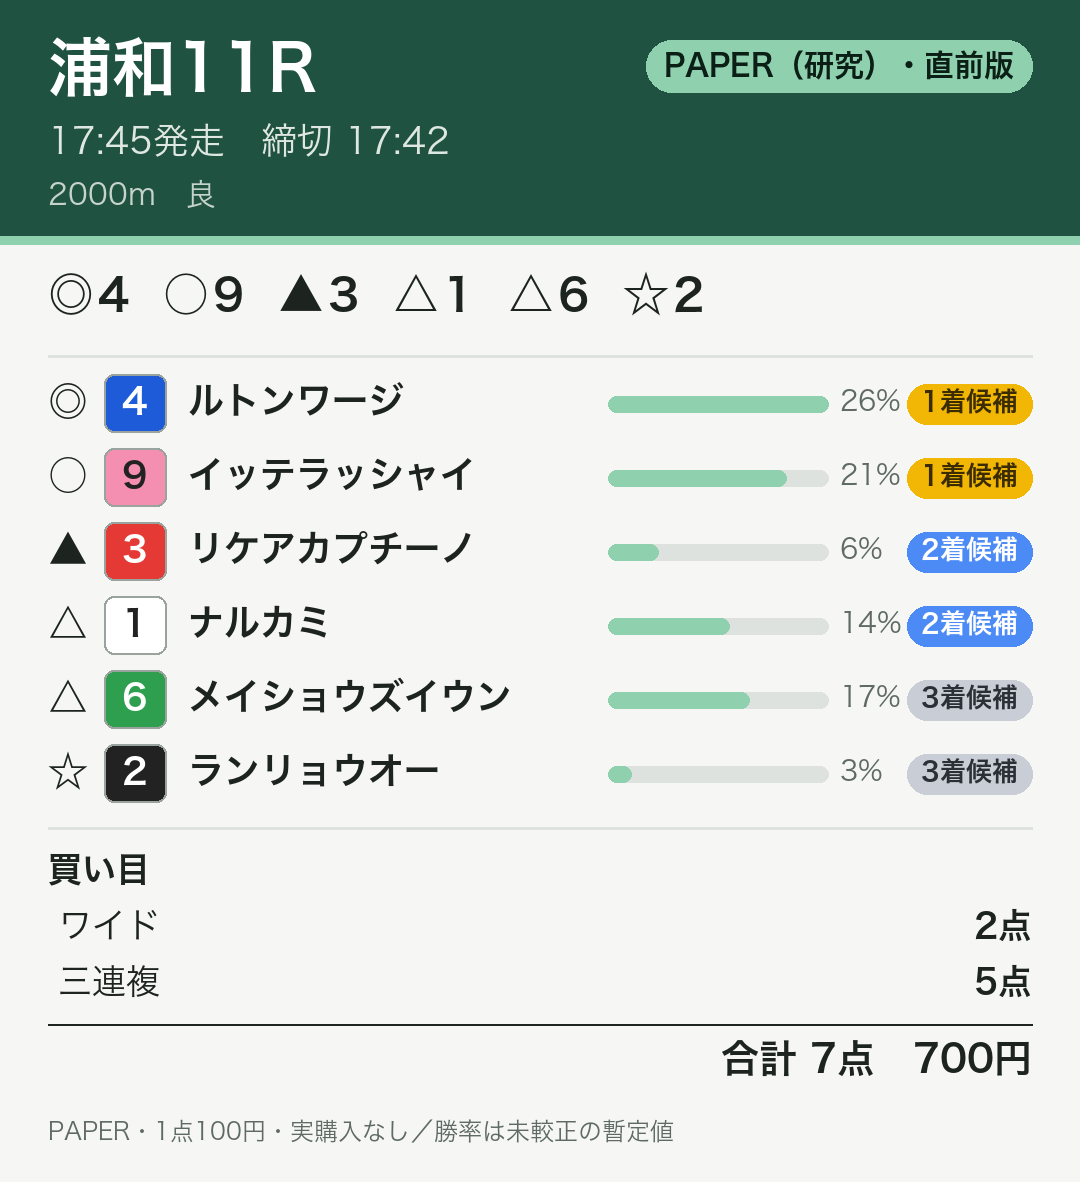 浦和11R
PAPER（研究）・直前版
17:45発走　締切 17:42
2000m　良
◎4　○9　▲3　△1　△6　☆2
◎ 4 ルトンワージ 26% 1着候補
○ 9 イッテラッシャイ 21% 1着候補
▲ 3 リケアカプチーノ 6% 2着候補
△ 1 ナルカミ 14% 2着候補
△ 6 メイショウズイウン 17% 3着候補
☆ 2 ランリョウオー 3% 3着候補
買い目
ワイド 2点
三連複 5点
合計 7点　700円
PAPER・1点100円・実購入なし／勝率は未較正の暫定値